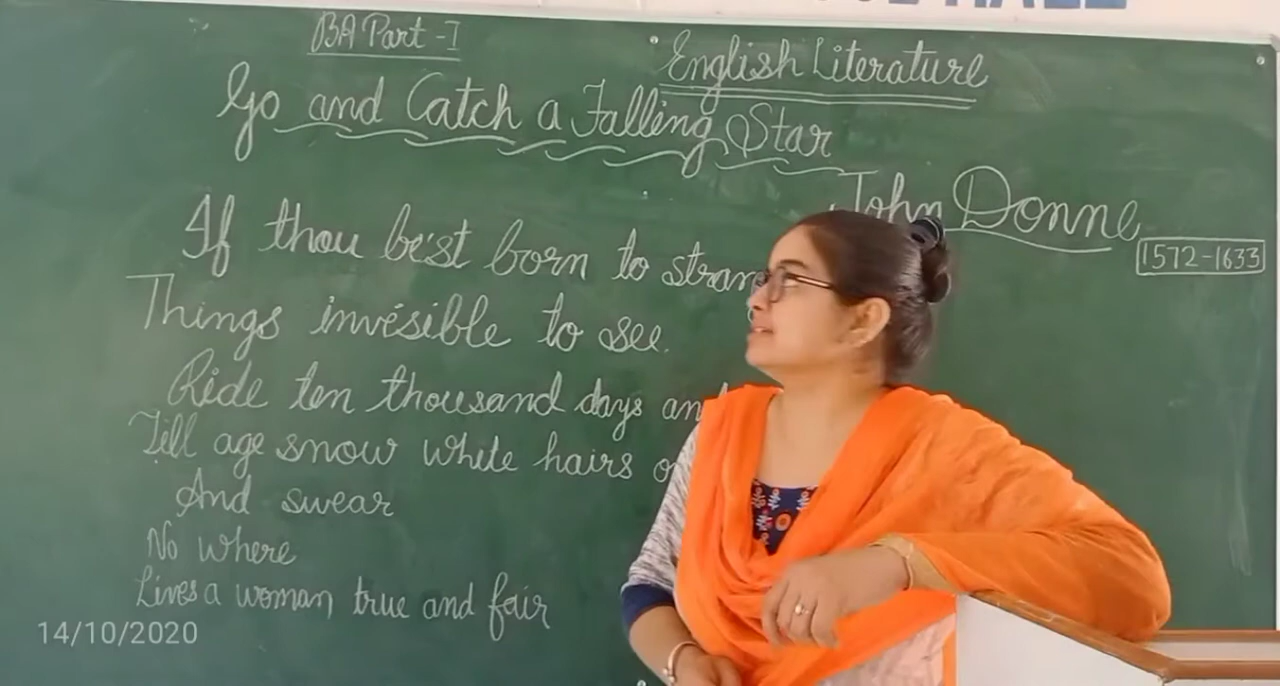 BA Part-I
English Literature
Go and Catch a Falling Star
John Donne
1572-1633
If thou be'st born to stran
Things invisible to see.
Ride ten thousand days an
Till age snow white hairs o
And swear
No where
Lives a woman true and fair
14/10/2020